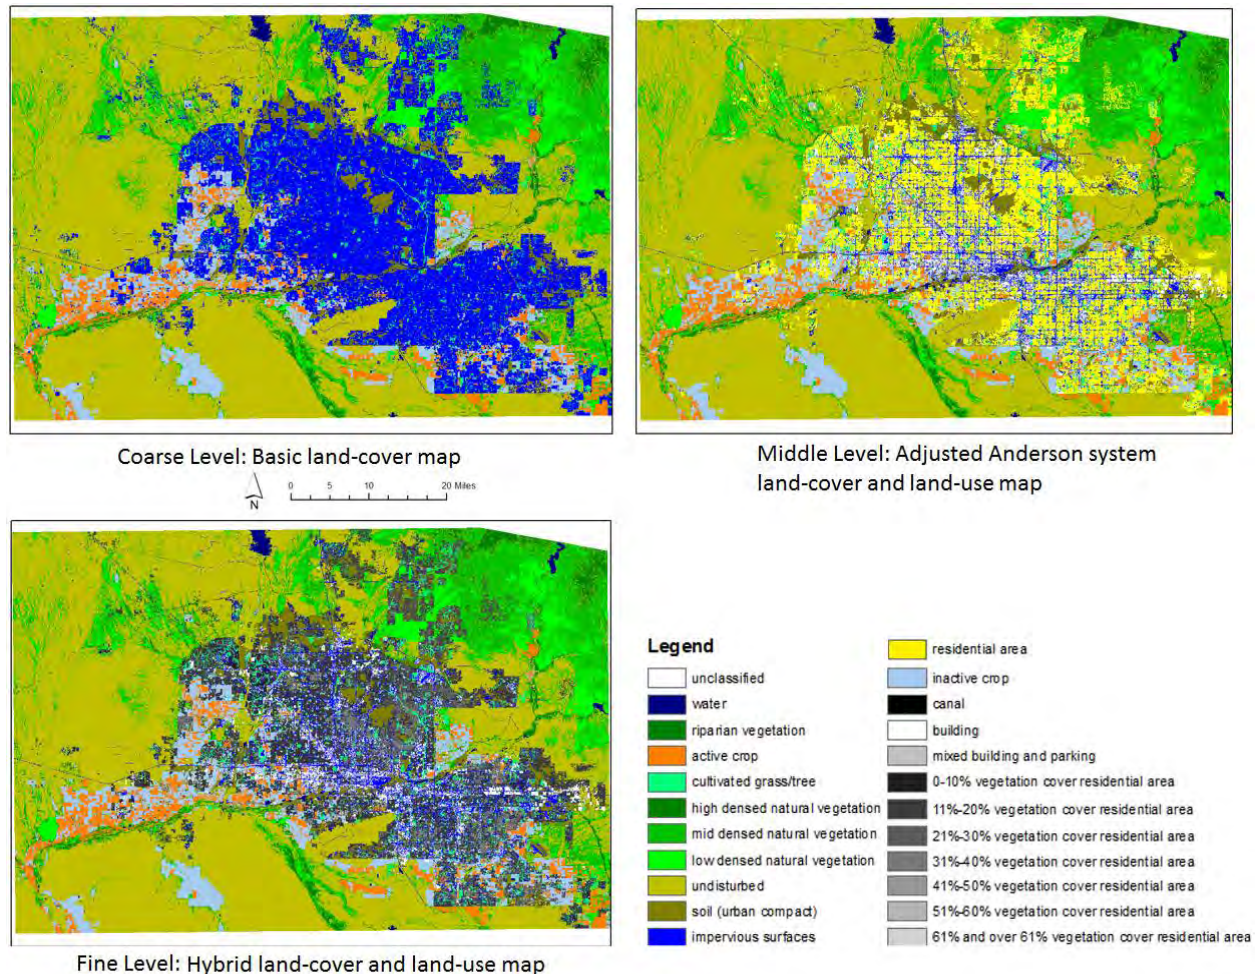 Coarse Level: Basic land-cover map
Middle Level: Adjusted Anderson system
land-cover and land-use map
N
0 5 10 20 Miles
Fine Level: Hybrid land-cover and land-use map
Legend
unclassified
water
riparian vegetation
active crop
cultivated grass/tree
high densed natural vegetation
mid densed natural vegetation
low densed natural vegetation
undisturbed
soil (urban compact)
impervious surfaces
residential area
inactive crop
canal
building
mixed building and parking
0-10% vegetation cover residential area
11%-20% vegetation cover residential area
21%-30% vegetation cover residential area
31%-40% vegetation cover residential area
41%-50% vegetation cover residential area
51%-60% vegetation cover residential area
61% and over 61% vegetation cover residential area